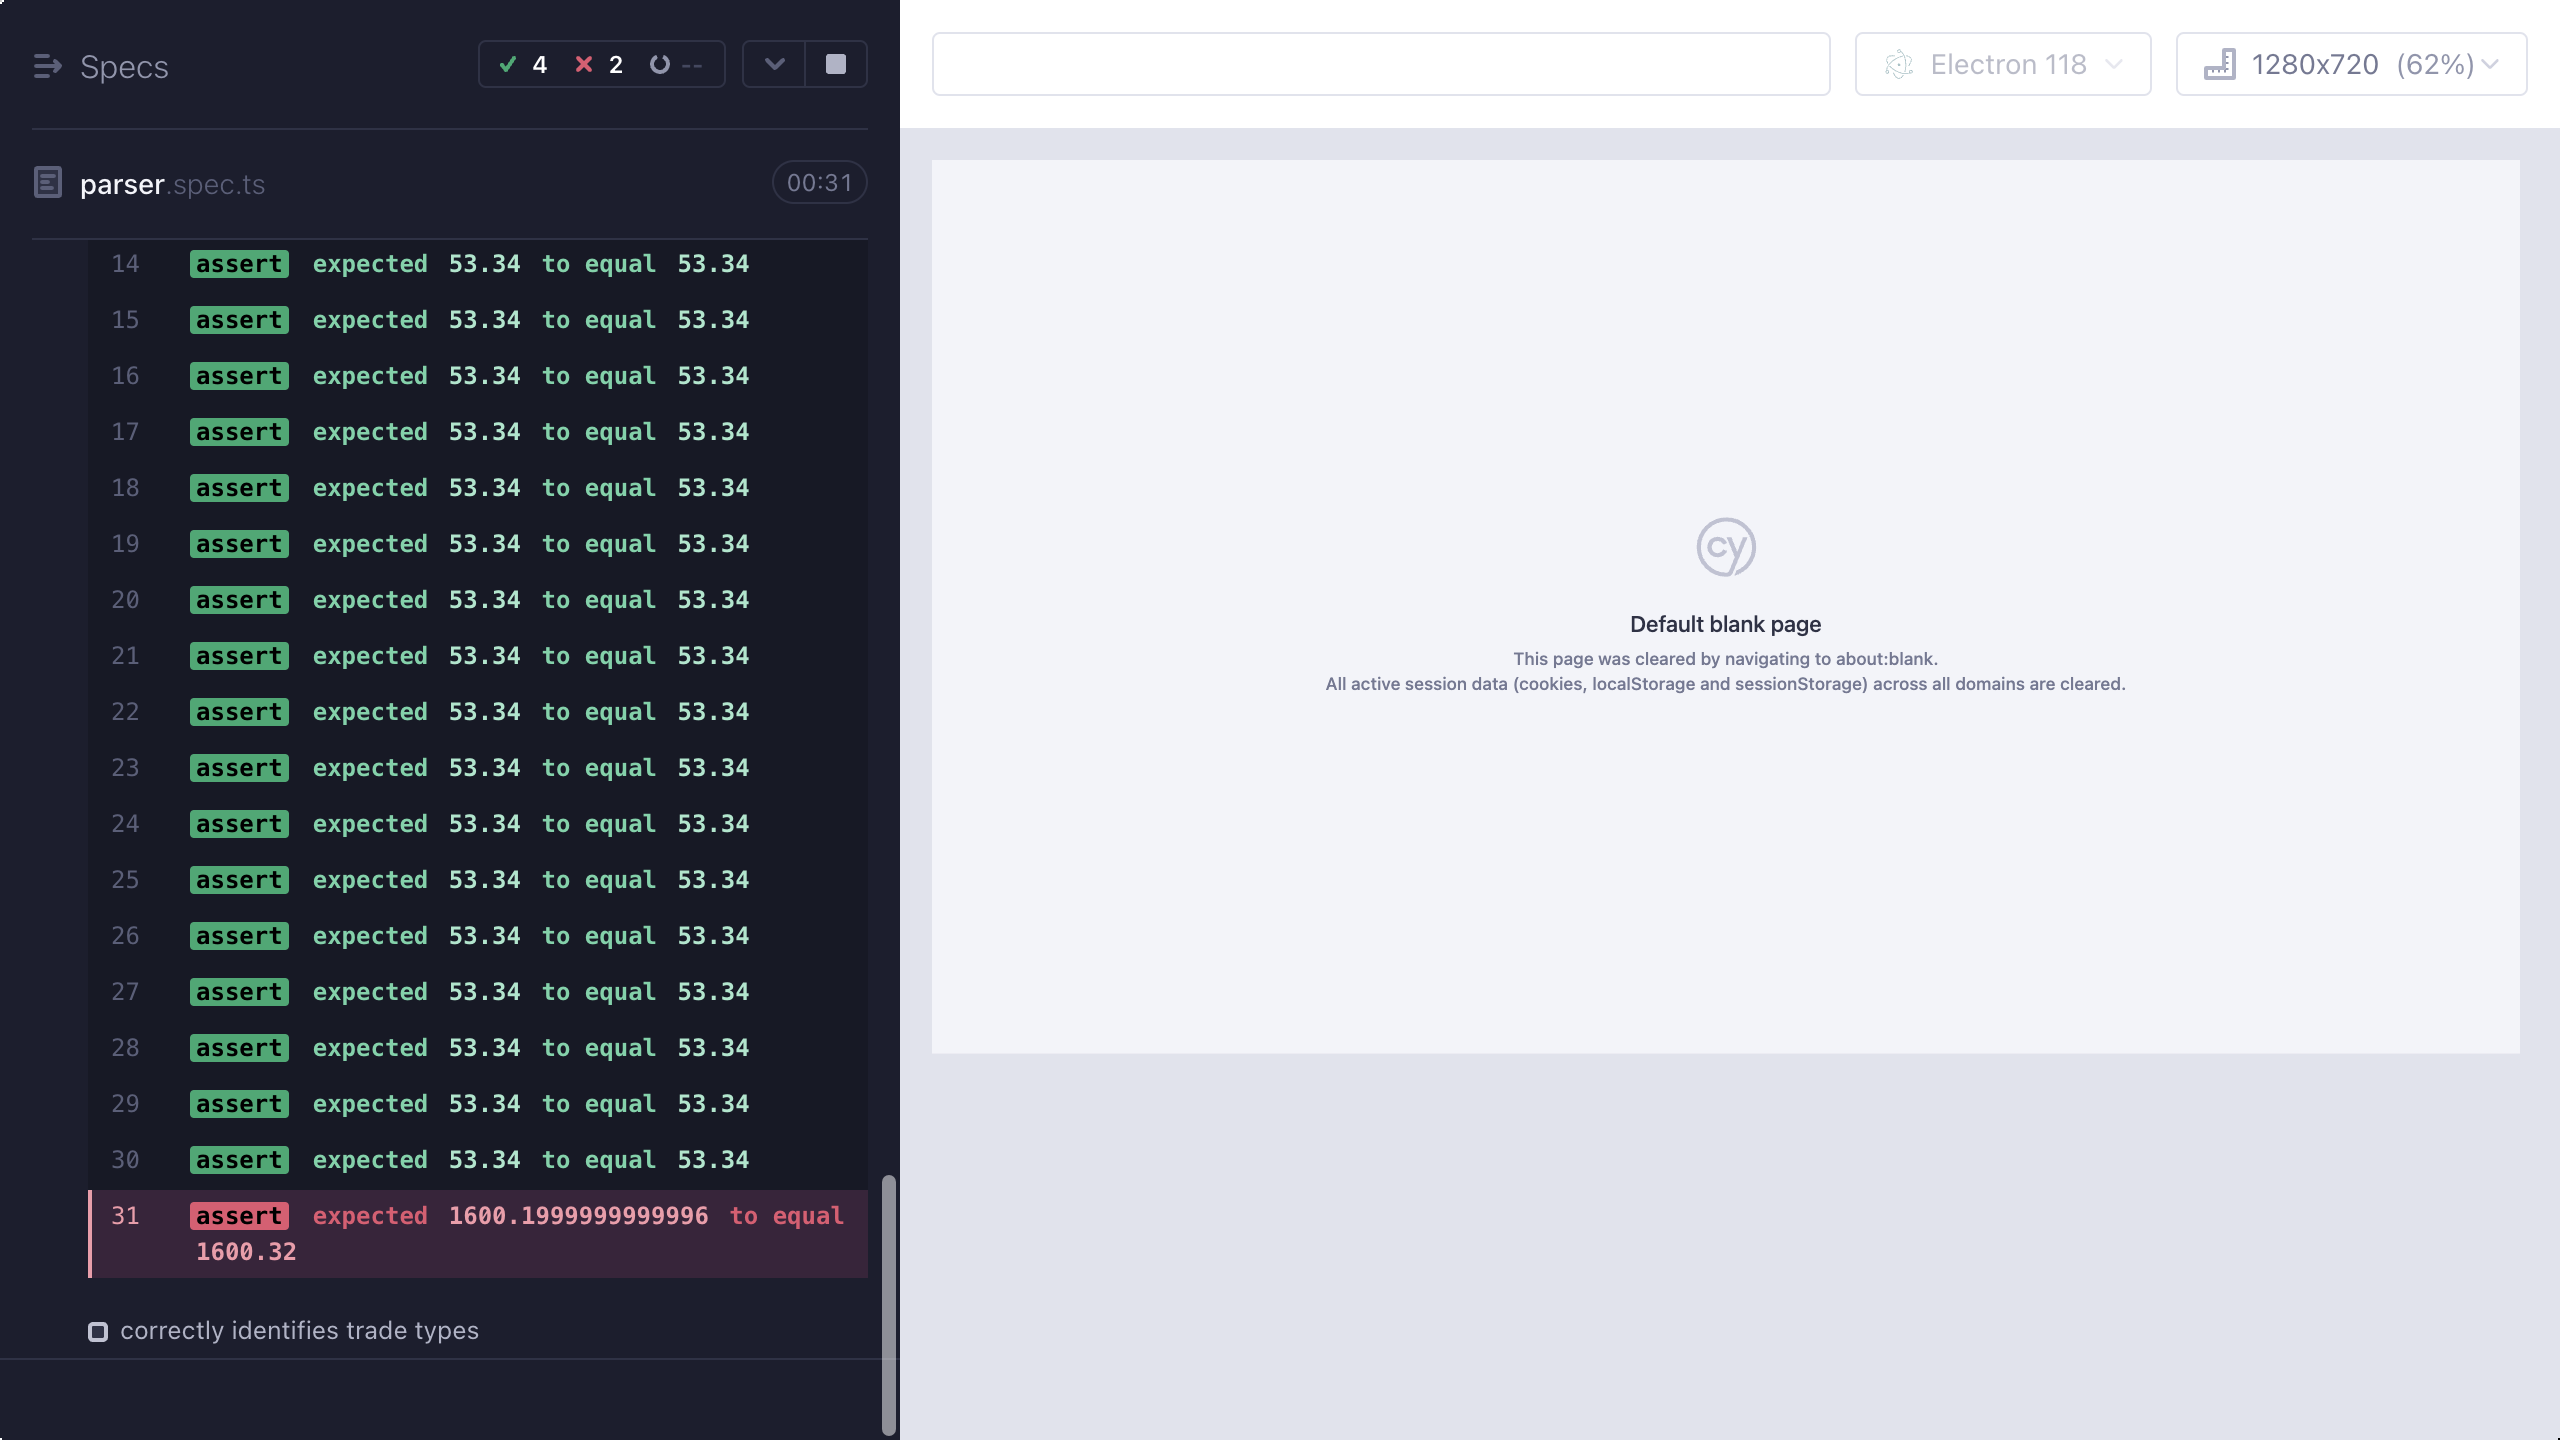 Specs
4 2 --
parser.spec.ts
00:31
14 assert expected 53.34 to equal 53.34
15 assert expected 53.34 to equal 53.34
16 assert expected 53.34 to equal 53.34
17 assert expected 53.34 to equal 53.34
18 assert expected 53.34 to equal 53.34
19 assert expected 53.34 to equal 53.34
20 assert expected 53.34 to equal 53.34
21 assert expected 53.34 to equal 53.34
22 assert expected 53.34 to equal 53.34
23 assert expected 53.34 to equal 53.34
24 assert expected 53.34 to equal 53.34
25 assert expected 53.34 to equal 53.34
26 assert expected 53.34 to equal 53.34
27 assert expected 53.34 to equal 53.34
28 assert expected 53.34 to equal 53.34
29 assert expected 53.34 to equal 53.34
30 assert expected 53.34 to equal 53.34
31 assert expected 1600.1999999999996 to equal
1600.32
correctly identifies trade types
Electron 118
1280x720 (62%)
cy
Default blank page
This page was cleared by navigating to about:blank.
All active session data (cookies, localStorage and sessionStorage) across all domains are cleared.